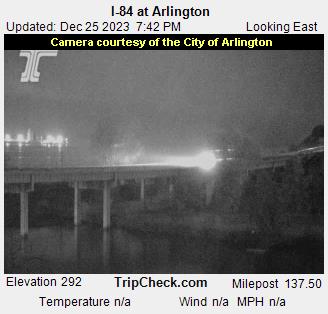 I-84 at Arlington
Updated: Dec 25 2023 7:42 PM Looking East
Camera courtesy of the City of Arlington
Elevation 292 TripCheck.com Milepost 137.50
Temperature n/a Wind n/a MPH n/a